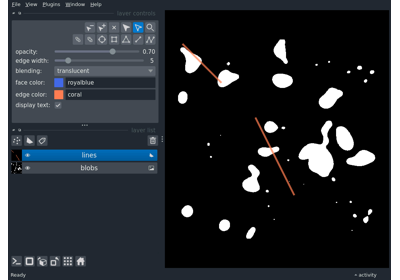 File View Plugins Window Help
layer controls
opacity: 0.70
edge width: 5
blending: translucent
face color: royalblue
edge color: coral
display text:
layer list
lines
blobs
Ready
activity